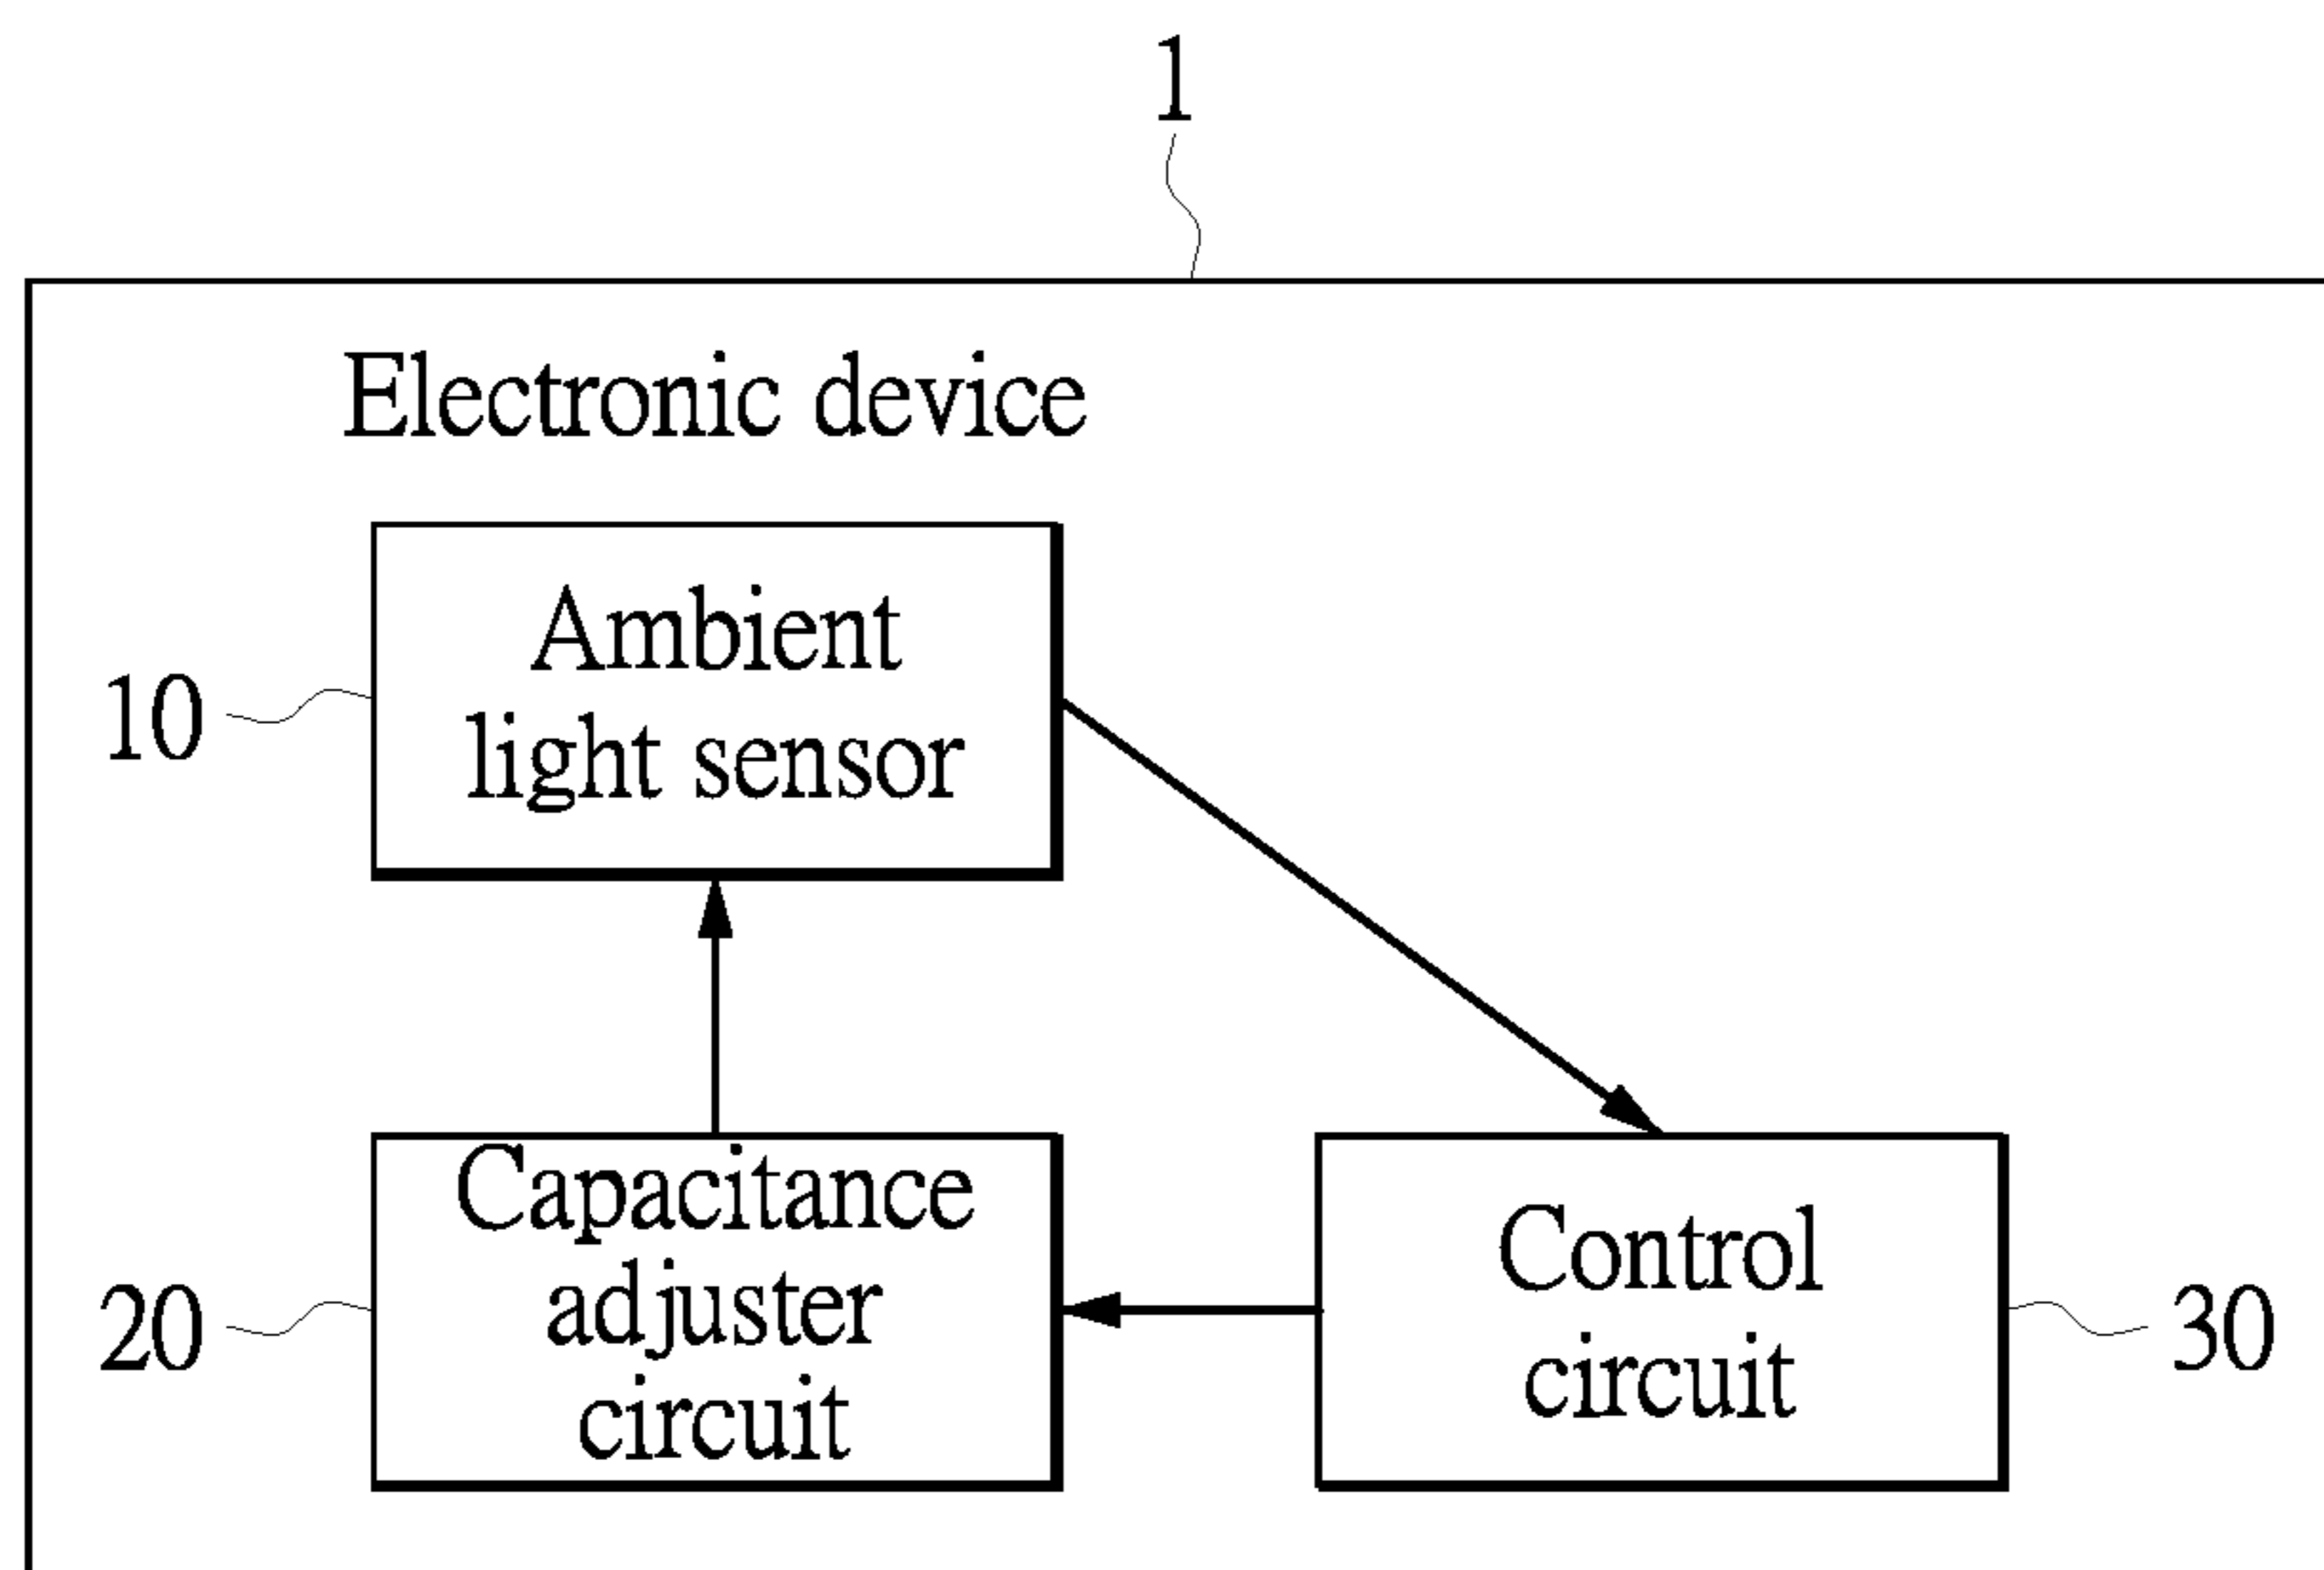 1
Electronic device
Ambient
light sensor
10
Capacitance
adjuster
circuit
20
Control
circuit
30